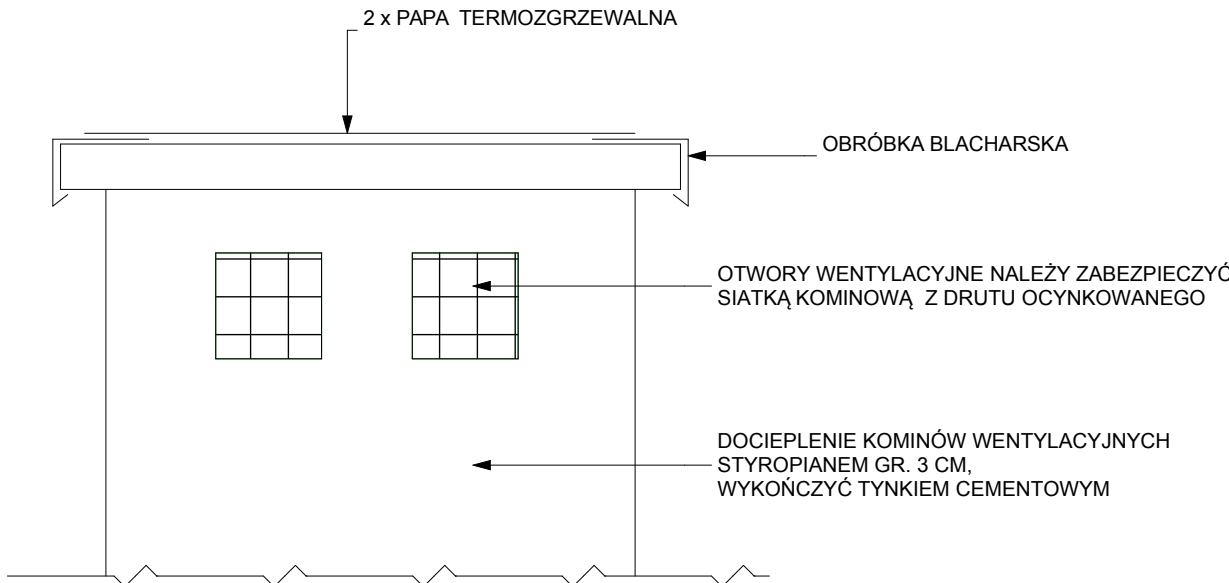 2 x PAPA TERMOZGRZEWALNA
OBRÓBKA BLACHARSKA
OTWORY WENTYLACYJNE NALEŻY ZABEZPIECZYĆ
SIATKĄ KOMINOWĄ Z DRUTU OCYNKOWANEGO
DOCIEPLENIE KOMINÓW WENTYLACYJNYCH
STYROPIANEM GR. 3 CM,
WYKOŃCZYĆ TYNKIEM CEMENTOWYM